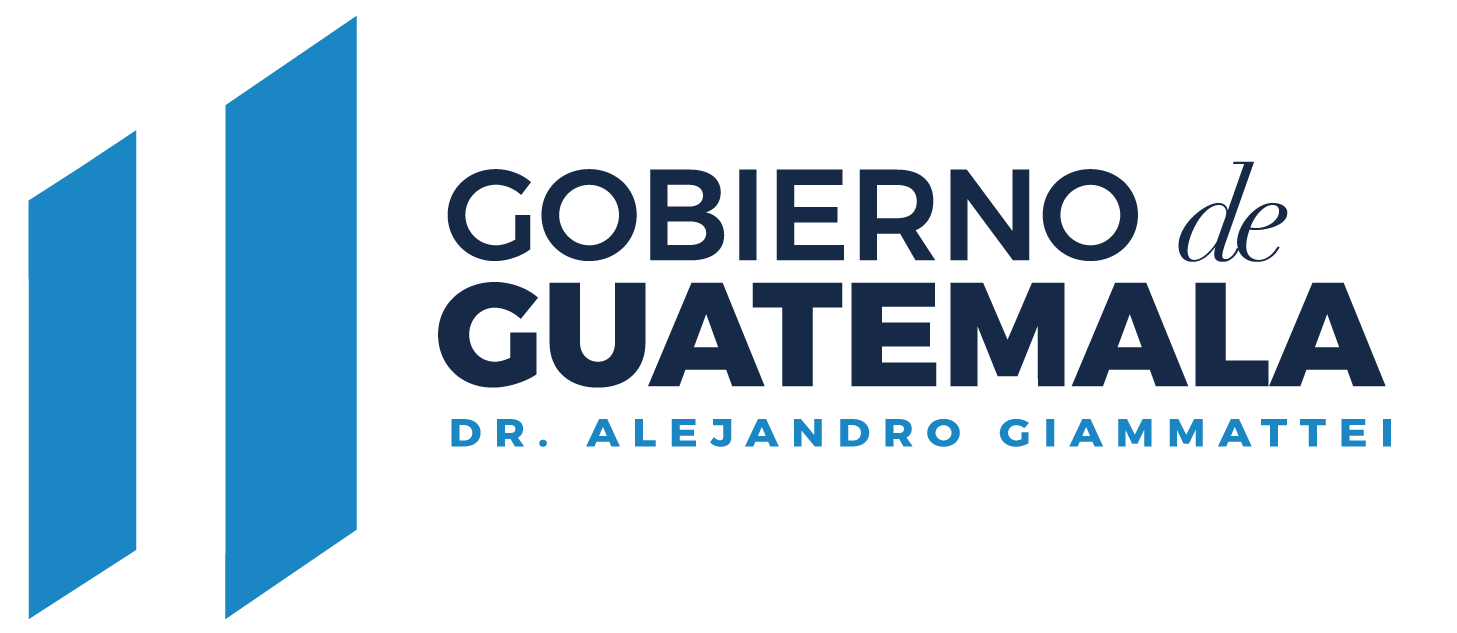 GOBIERNO de
GUATEMALA
DR. ALEJANDRO GIAMMATTEI